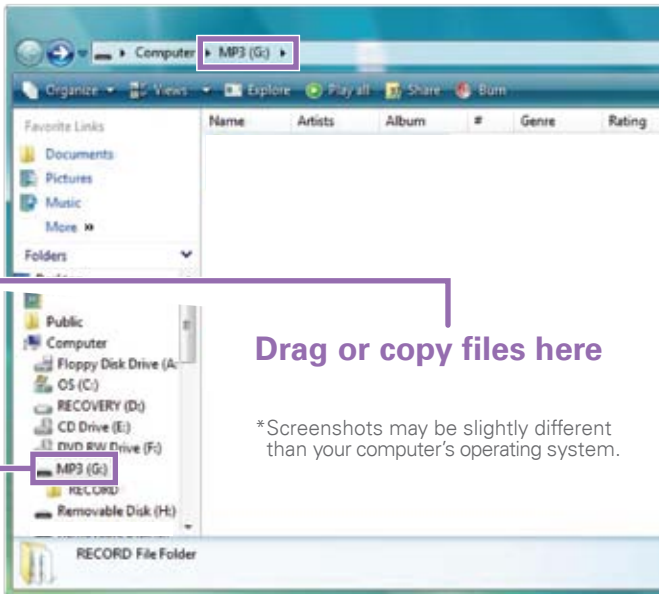 Computer ▸ MP3 (G:) ▸
Organize Views Explore Play all Share Burn
Favorite Links
Name Artists Album # Genre Rating
Documents
Pictures
Music
More »
Folders
Public
Computer
Floppy Disk Drive (A:
OS (C:)
RECOVERY (D:)
CD Drive (E:)
DVD RW Drive (F:)
MP3 (G:)
RECORD
Removable Disk (H:)
Drag or copy files here
*Screenshots may be slightly different
than your computer's operating system.
RECORD File Folder